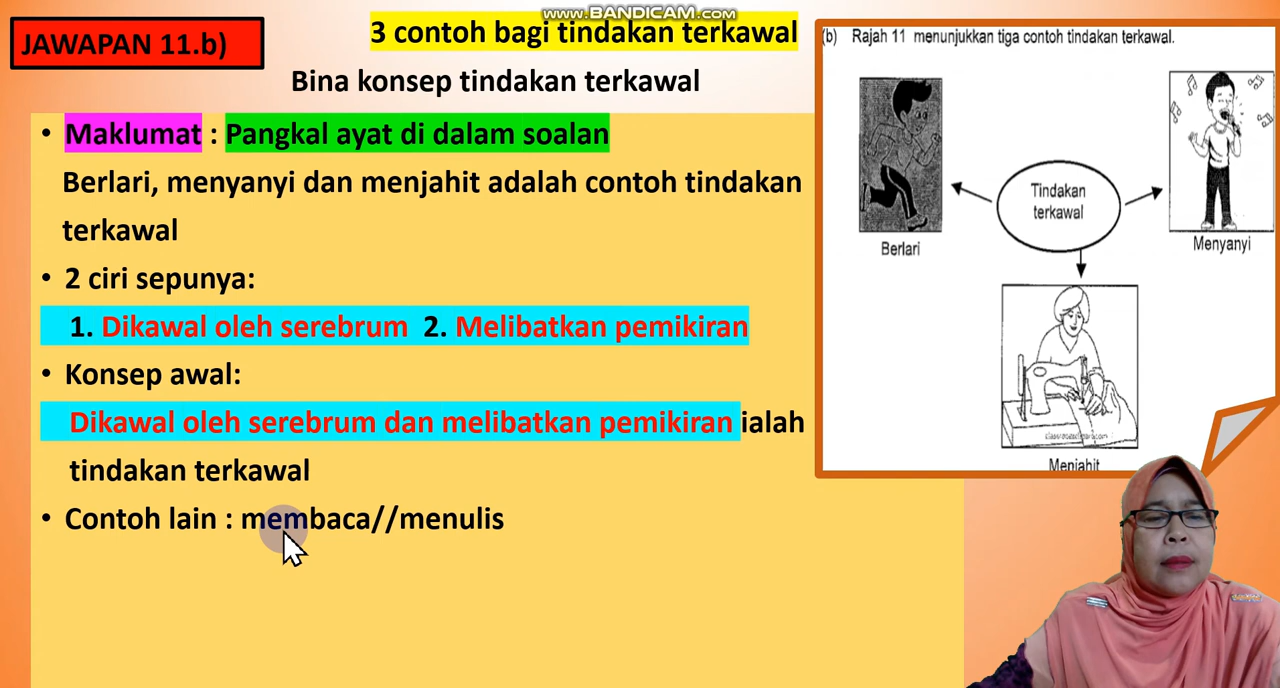 www.BANDICAM.com
JAWAPAN 11.b)
3 contoh bagi tindakan terkawal
Bina konsep tindakan terkawal
• Maklumat : Pangkal ayat di dalam soalan
Berlari, menyanyi dan menjahit adalah contoh tindakan
terkawal
• 2 ciri sepunya:
1. Dikawal oleh serebrum 2. Melibatkan pemikiran
• Konsep awal:
Dikawal oleh serebrum dan melibatkan pemikiran ialah
tindakan terkawal
• Contoh lain : membaca//menulis
(b) Rajah 11 menunjukkan tiga contoh tindakan terkawal.
Tindakan
terkawal
Berlari
Menyanyi
Menjahit